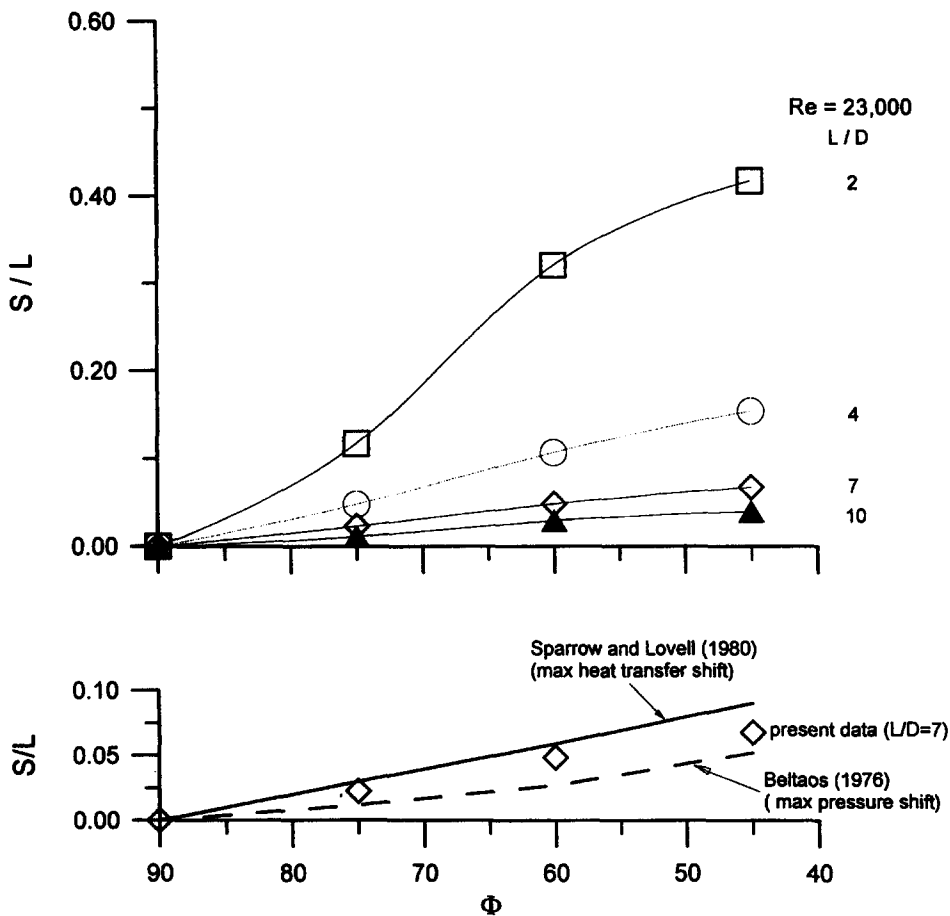 0.60
0.40
0.20
0.00
S / L
Re = 23,000
L / D
2
4
7
10
Sparrow and Lovell (1980)
(max heat transfer shift)
0.10
0.05
0.00
S/L
present data (L/D=7)
Beltaos (1976)
( max pressure shift)
90
80
70
60
50
40
Φ